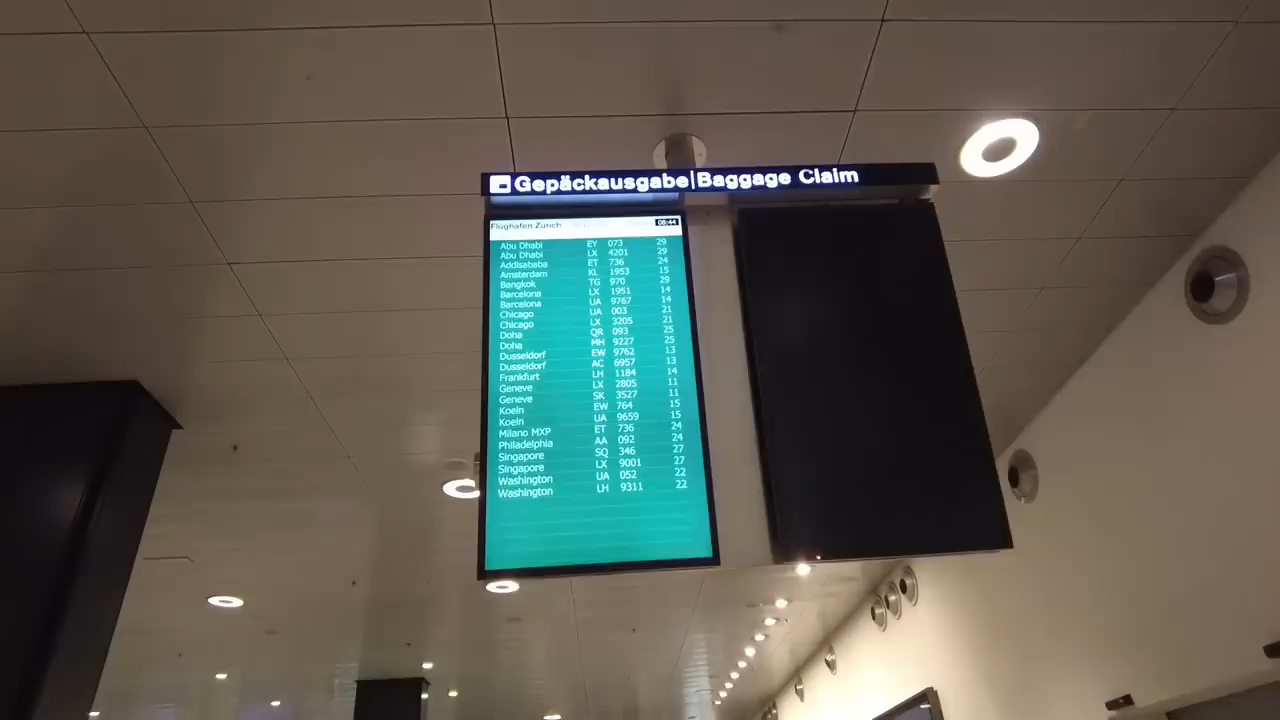 Gepäckausgabe|Baggage Claim
Flughafen Zürich 08:44
Abu Dhabi EY 073 29
Abu Dhabi LX 4201 29
Addisababa ET 736 24
Amsterdam KL 1953 15
Bangkok TG 970 29
Barcelona LX 1951 14
Barcelona UA 9767 14
Chicago UA 003 21
Chicago LX 3205 21
Doha QR 093 25
Doha MH 9227 25
Dusseldorf EW 9762 13
Dusseldorf AC 6957 13
Frankfurt LH 1184 14
Geneve LX 2805 11
Geneve SK 3527 11
Koeln EW 764 15
Koeln UA 9659 15
Milano MXP ET 736 24
Philadelphia AA 092 24
Singapore SQ 346 27
Singapore LX 9001 27
Washington UA 052 22
Washington LH 9311 22